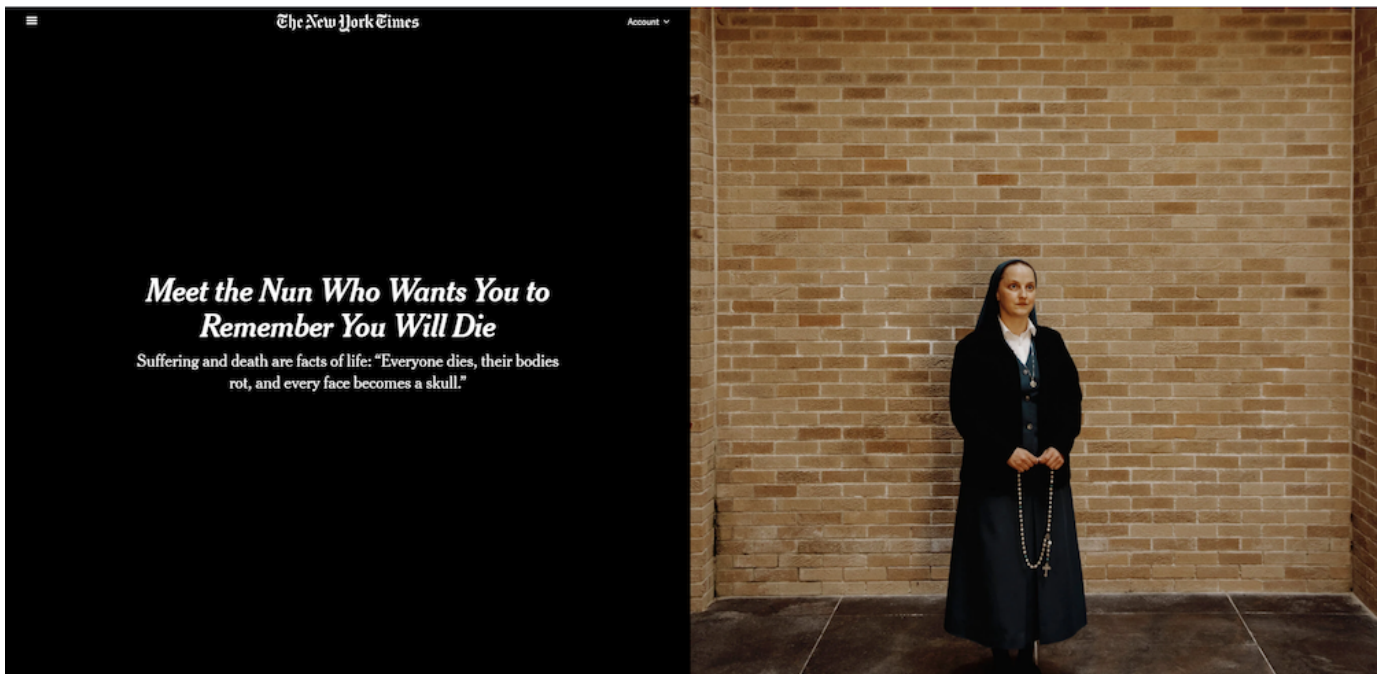 The New York Times
Account
Meet the Nun Who Wants You to
Remember You Will Die
Suffering and death are facts of life: “Everyone dies, their bodies
rot, and every face becomes a skull.”